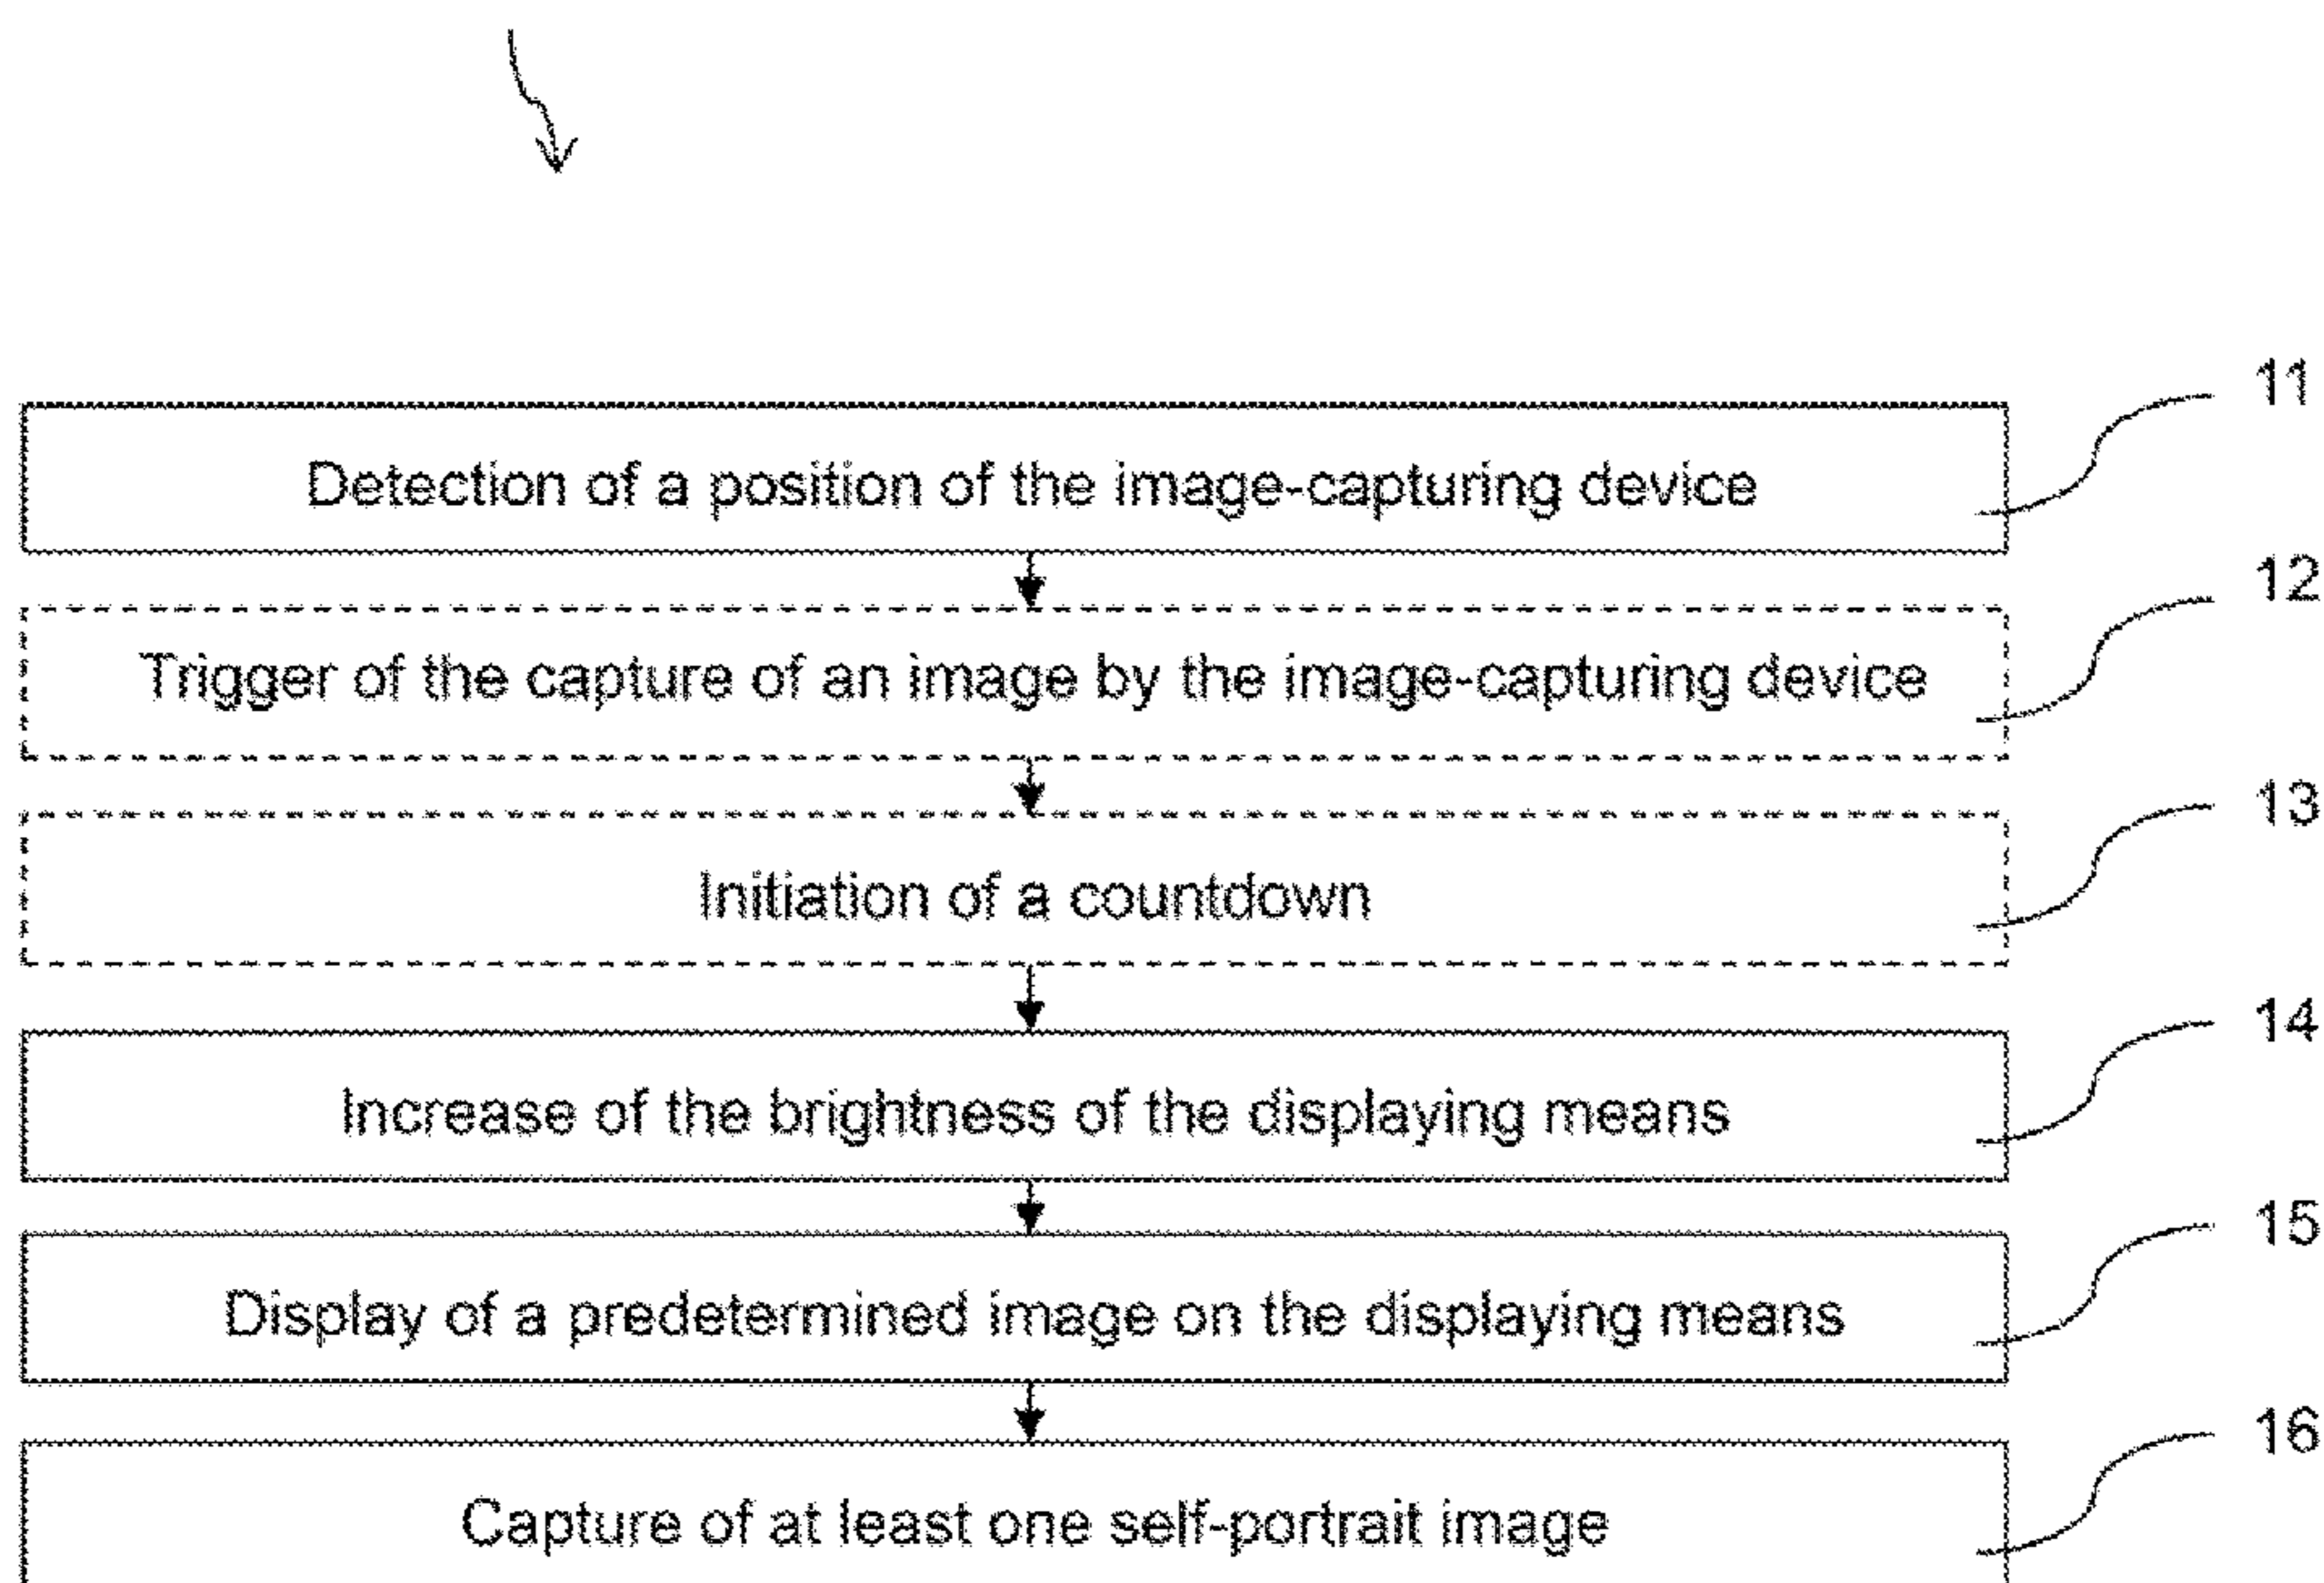 11
Detection of a position of the image-capturing device
12
Trigger of the capture of an image by the image-capturing device
13
Initiation of a countdown
14
Increase of the brightness of the displaying means
15
Display of a predetermined image on the displaying means
16
Capture of at least one self-portrait image